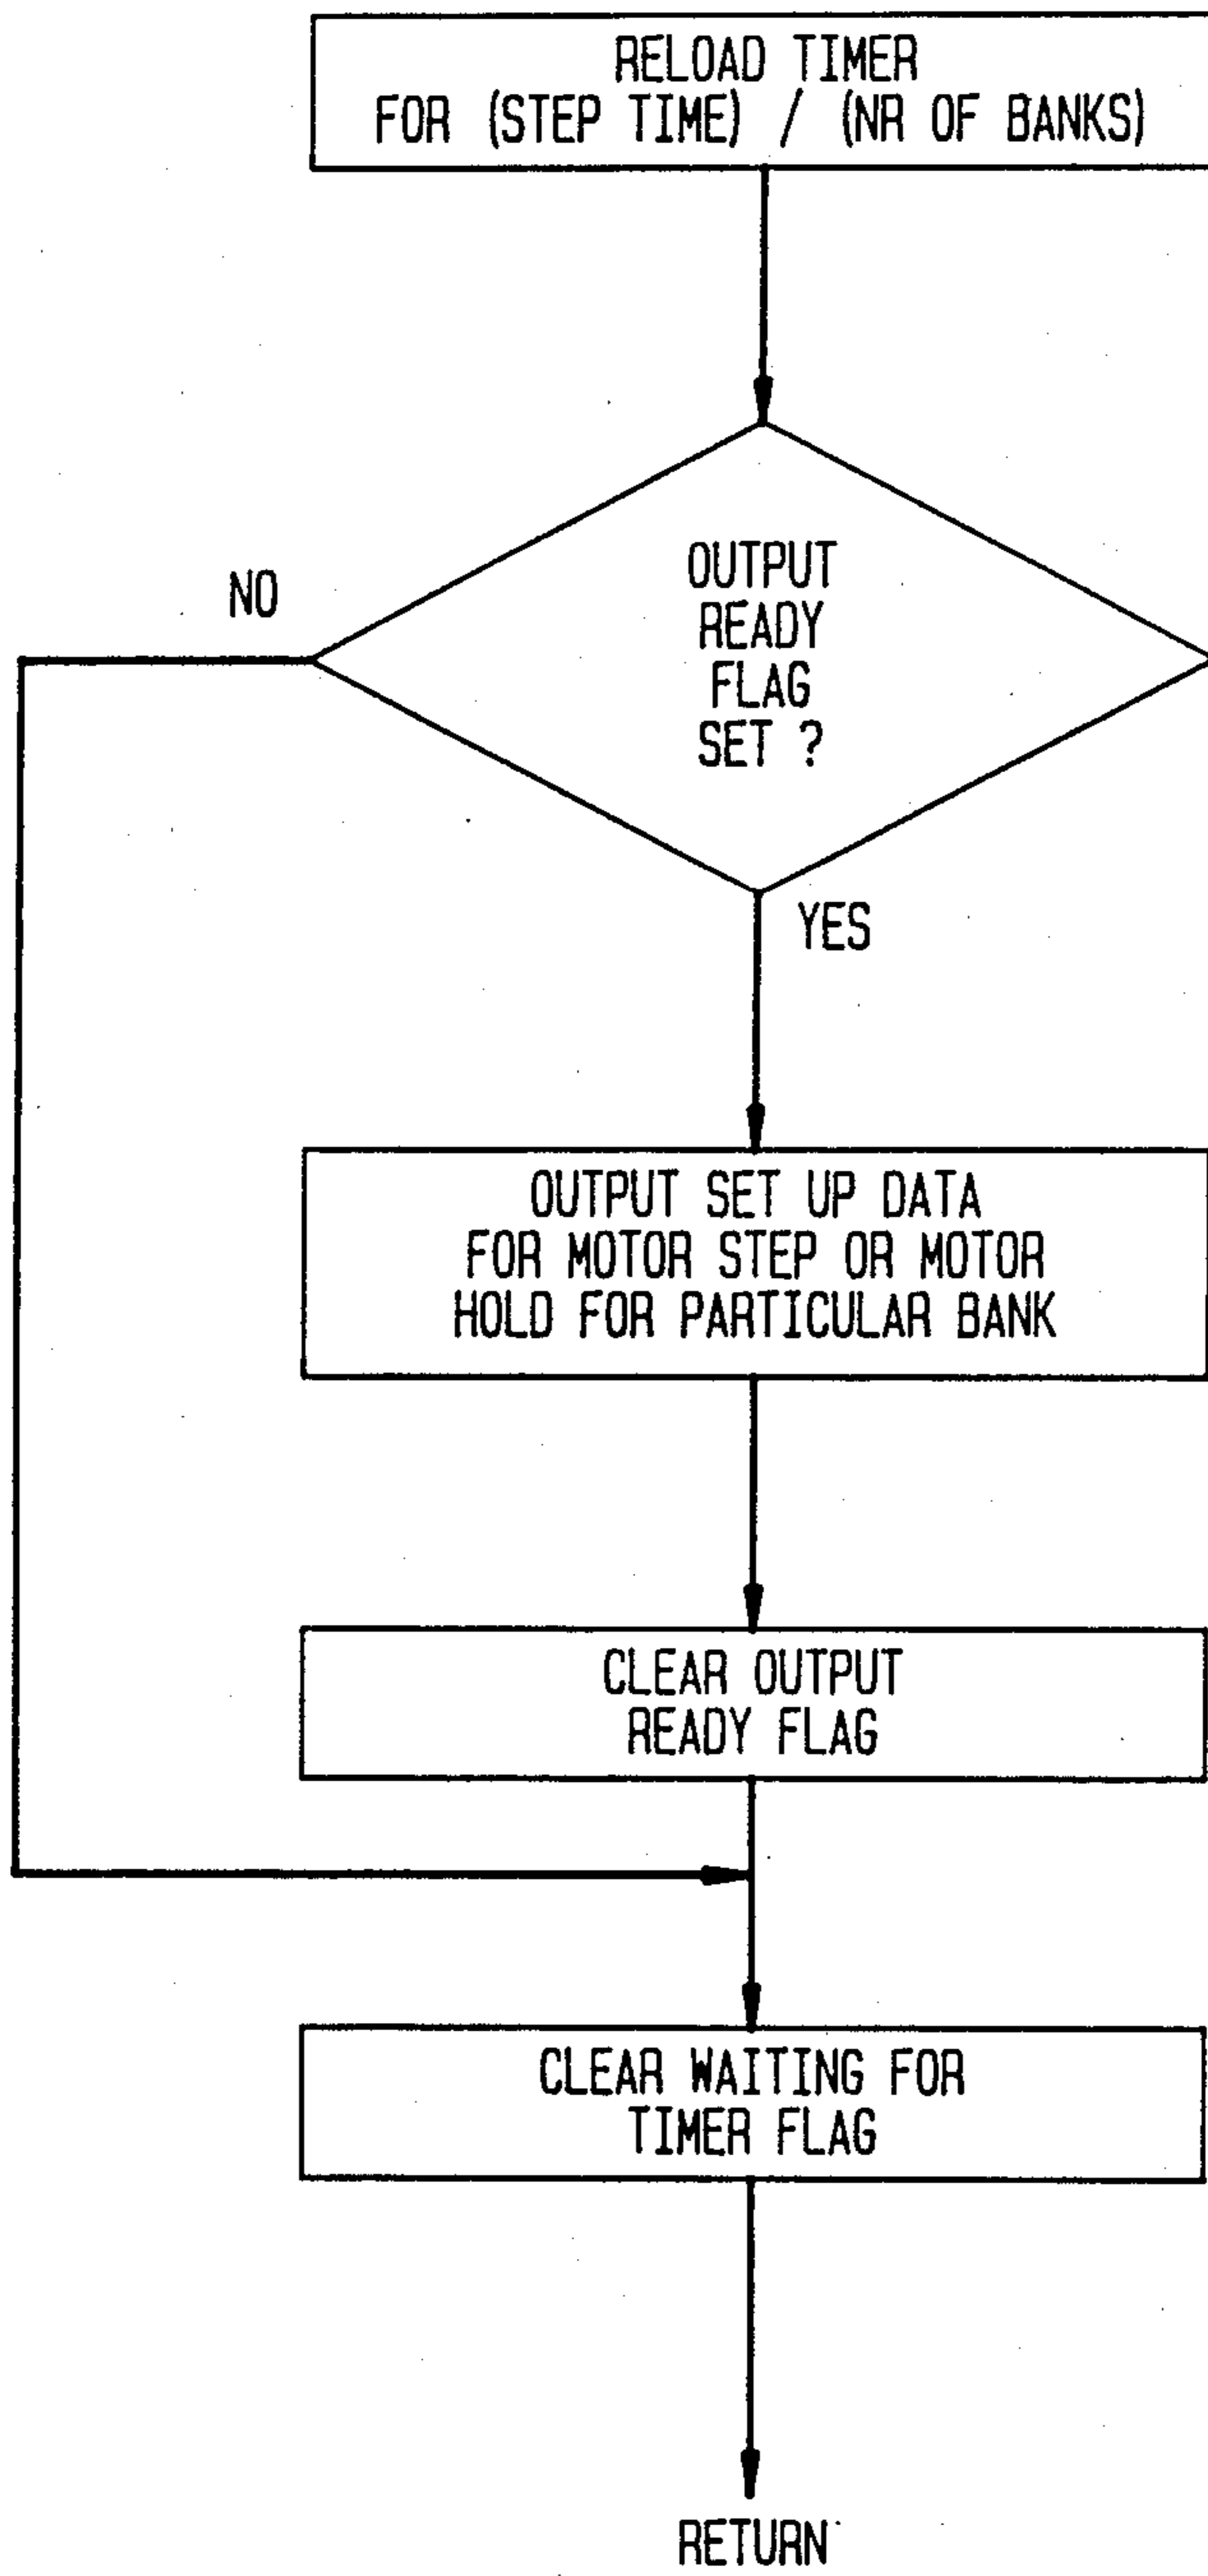 RELOAD TIMER
FOR (STEP TIME) / (NR OF BANKS)
OUTPUT
READY
FLAG
SET ?
NO
YES
OUTPUT SET UP DATA
FOR MOTOR STEP OR MOTOR
HOLD FOR PARTICULAR BANK
CLEAR OUTPUT
READY FLAG
CLEAR WAITING FOR
TIMER FLAG
RETURN